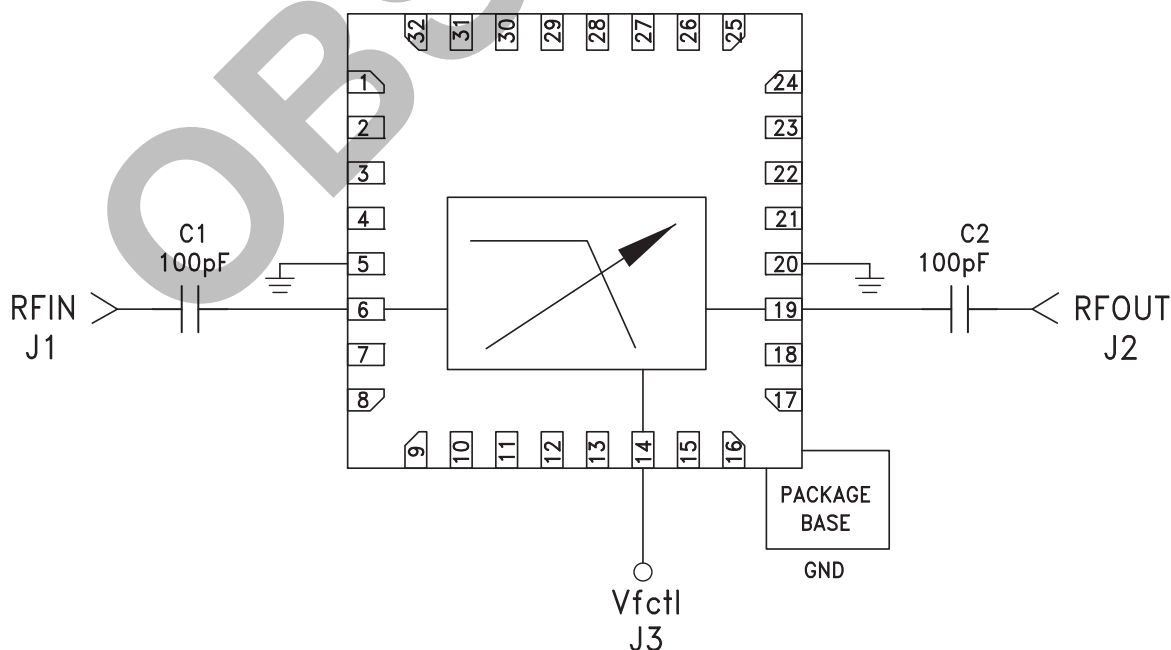 OBS
32 31 30 29 28 27 26 25
1
2
3
4
5
6
7
8
24
23
22
21
20
19
18
17
9 10 11 12 13 14 15 16
C1
100pF
RFIN
J1
C2
100pF
RFOUT
J2
PACKAGE
BASE
GND
Vfctl
J3